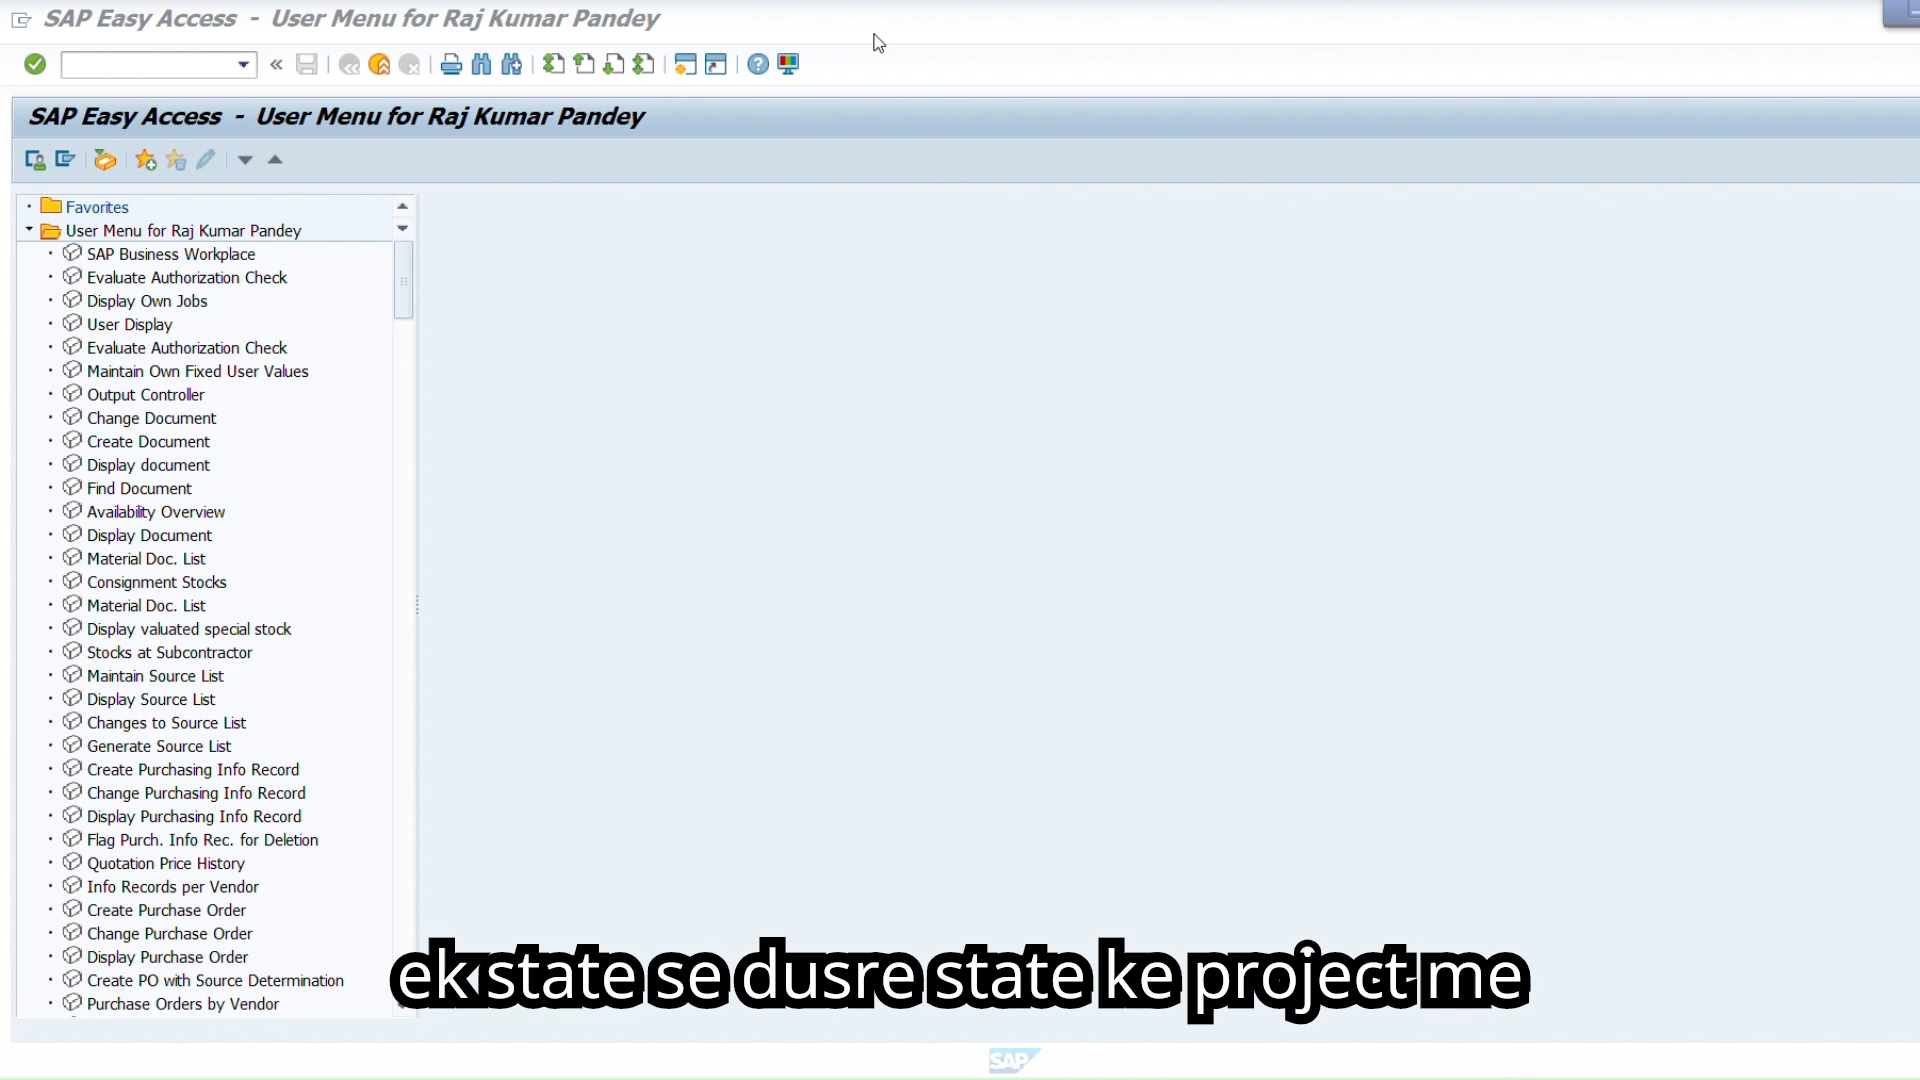 SAP Easy Access - User Menu for Raj Kumar Pandey
SAP Easy Access - User Menu for Raj Kumar Pandey
Favorites
User Menu for Raj Kumar Pandey
SAP Business Workplace
Evaluate Authorization Check
Display Own Jobs
User Display
Evaluate Authorization Check
Maintain Own Fixed User Values
Output Controller
Change Document
Create Document
Display document
Find Document
Availability Overview
Display Document
Material Doc. List
Consignment Stocks
Material Doc. List
Display valuated special stock
Stocks at Subcontractor
Maintain Source List
Display Source List
Changes to Source List
Generate Source List
Create Purchasing Info Record
Change Purchasing Info Record
Display Purchasing Info Record
Flag Purch. Info Rec. for Deletion
Quotation Price History
Info Records per Vendor
Create Purchase Order
Change Purchase Order
Display Purchase Order
Create PO with Source Determination
Purchase Orders by Vendor
ek state se dusre state ke project me
SAP